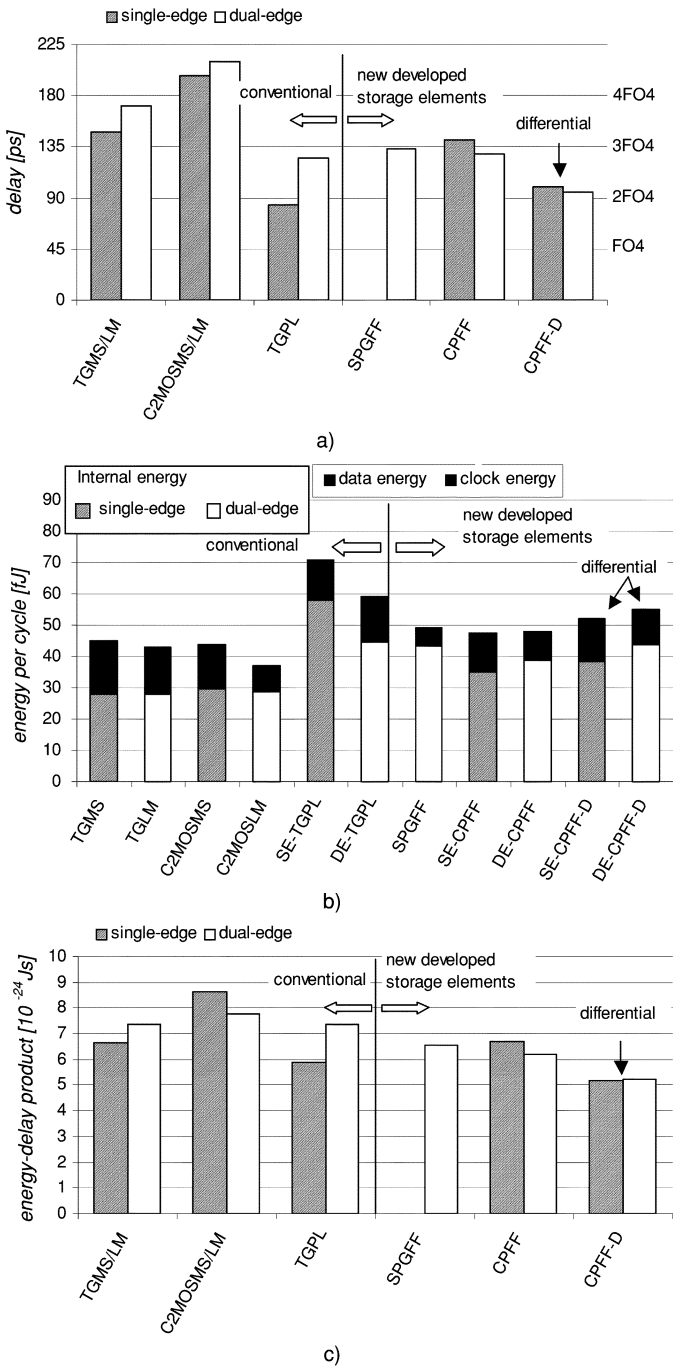 single-edge dual-edge
225
180
135
90
45
0
delay [ps]
conventional
new developed
storage elements
differential
4FO4
3FO4
2FO4
FO4
TGMS/LM
C2MOSMS/LM
TGPL
SPGFF
CPFF
CPFF-D
a)
Internal energy
single-edge dual-edge
data energy clock energy
90
80
70
60
50
40
30
20
10
0
energy per cycle [fJ]
conventional
new developed
storage elements
differential
TGMS
TGLM
C2MOSMS
C2MOSLM
SE-TGPL
DE-TGPL
SPGFF
SE-CPFF
DE-CPFF
SE-CPFF-D
DE-CPFF-D
b)
single-edge dual-edge
10
9
8
7
6
5
4
3
2
1
0
energy-delay product [10 -24 Js]
conventional
new developed
storage elements
differential
TGMS/LM
C2MOSMS/LM
TGPL
SPGFF
CPFF
CPFF-D
c)